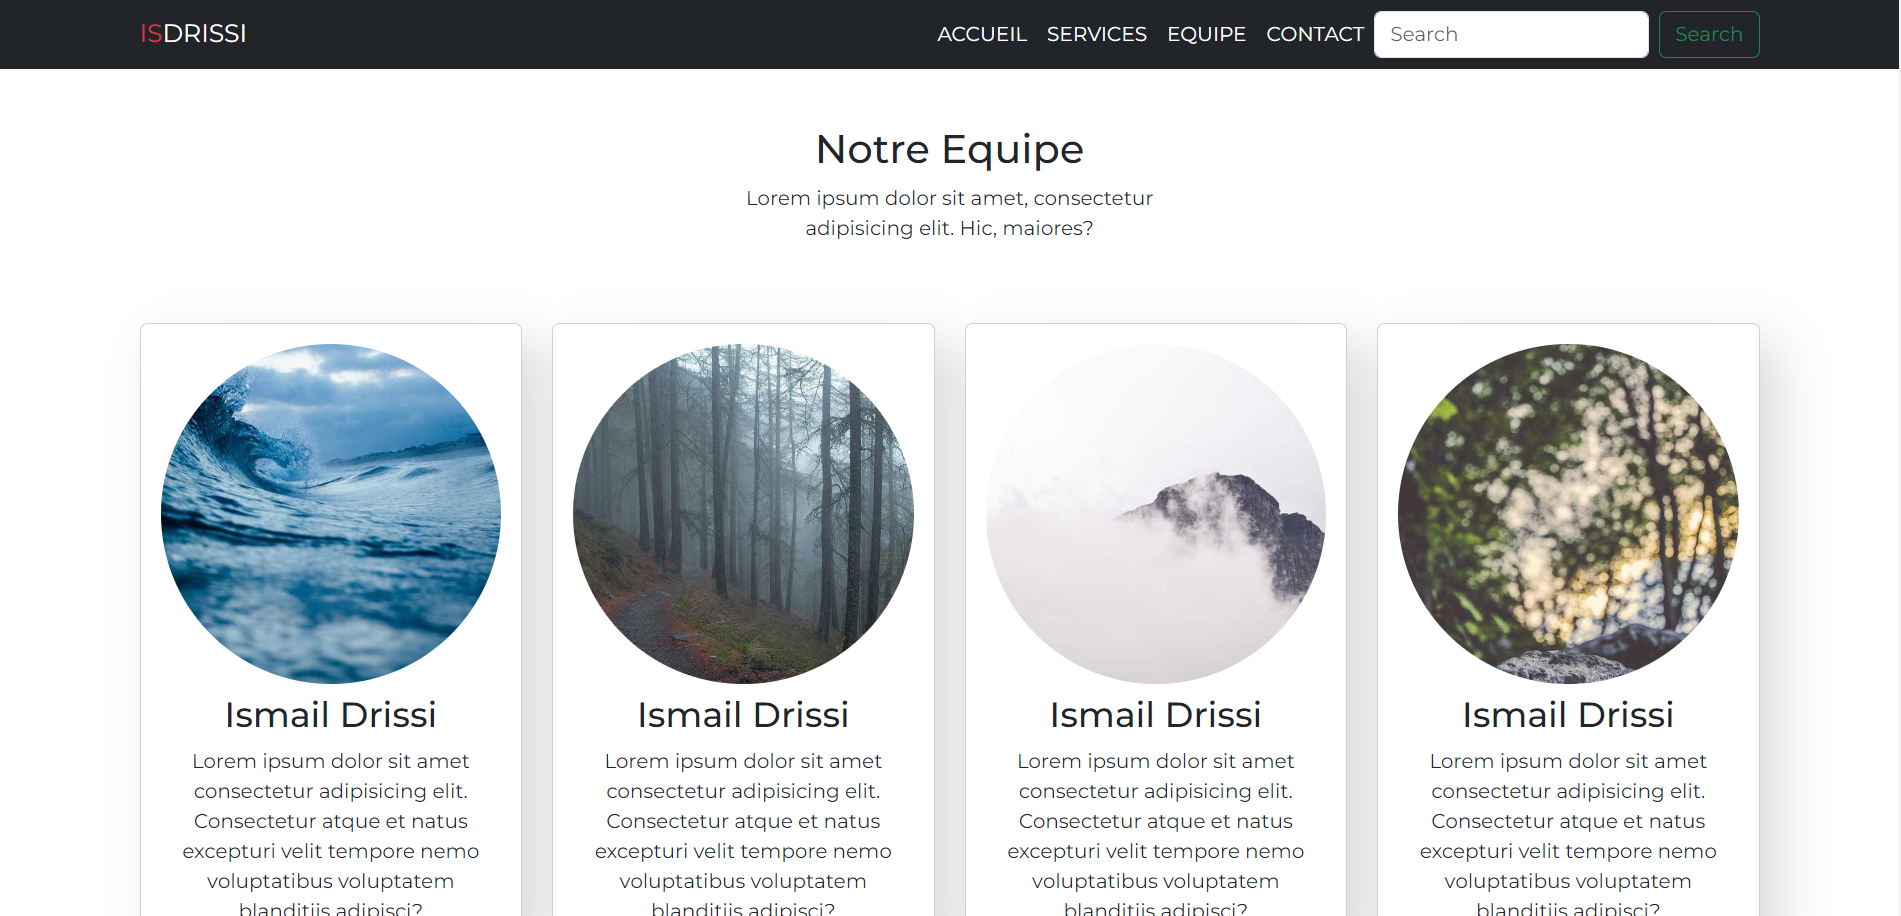 ISDRISSI ACCUEIL SERVICES EQUIPE CONTACT Search Search
Notre Equipe
Lorem ipsum dolor sit amet, consectetur
adipisicing elit. Hic, maiores?
Ismail Drissi
Lorem ipsum dolor sit amet
consectetur adipisicing elit.
Consectetur atque et natus
excepturi velit tempore nemo
voluptatibus voluptatem
blanditiis adipisci?
Ismail Drissi
Lorem ipsum dolor sit amet
consectetur adipisicing elit.
Consectetur atque et natus
excepturi velit tempore nemo
voluptatibus voluptatem
blanditiis adipisci?
Ismail Drissi
Lorem ipsum dolor sit amet
consectetur adipisicing elit.
Consectetur atque et natus
excepturi velit tempore nemo
voluptatibus voluptatem
blanditiis adipisci?
Ismail Drissi
Lorem ipsum dolor sit amet
consectetur adipisicing elit.
Consectetur atque et natus
excepturi velit tempore nemo
voluptatibus voluptatem
blanditiis adipisci?